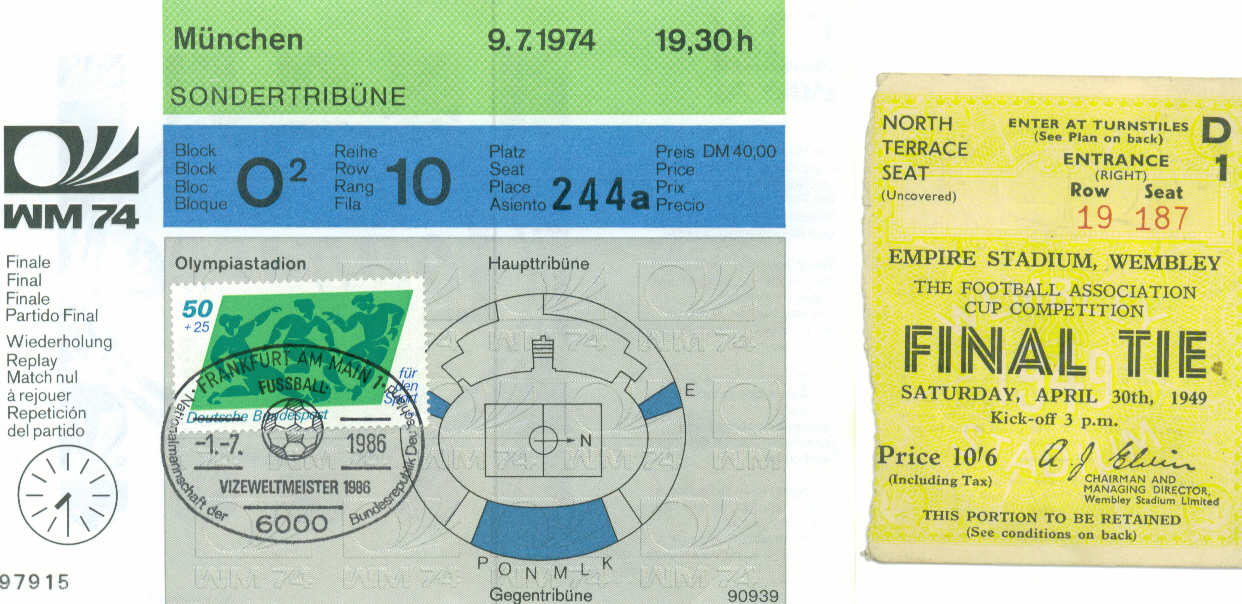 München 9.7.1974 19,30 h
SONDERTRIBÜNE
WM 74
Block
Block
Bloc
Bloque
O²
Reihe
Row
Rang
Fila
10
Platz
Seat
Place
Asiento
244a
Preis DM 40,00
Price
Prix
Precio
Finale
Final
Finale
Partido Final
Wiederholung
Replay
Match nul
à rejouer
Repetición
del partido
97915
Olympiastadion
Haupttribüne
50
+25
für
den
Sport
Deutsche Bundespost
FRANKFURT AM MAIN 1
FUSSBALL
-1.-7. 1986
VIZEWELTMEISTER 1986
6000
Nationalmannschaft der Bundesrepublik Deutschland
E
N
P O N M L K
Gegentribüne
90939
NORTH
TERRACE
SEAT
(Uncovered)
ENTER AT TURNSTILES D
(See Plan on back)
ENTRANCE 1
(RIGHT)
Row Seat
19 187
EMPIRE STADIUM, WEMBLEY
THE FOOTBALL ASSOCIATION
CUP COMPETITION
FINAL TIE
SATURDAY, APRIL 30th, 1949
Kick-off 3 p.m.
Price 10/6
(Including Tax)
A J Elvin
CHAIRMAN AND
MANAGING DIRECTOR,
Wembley Stadium Limited
THIS PORTION TO BE RETAINED
(See conditions on back)